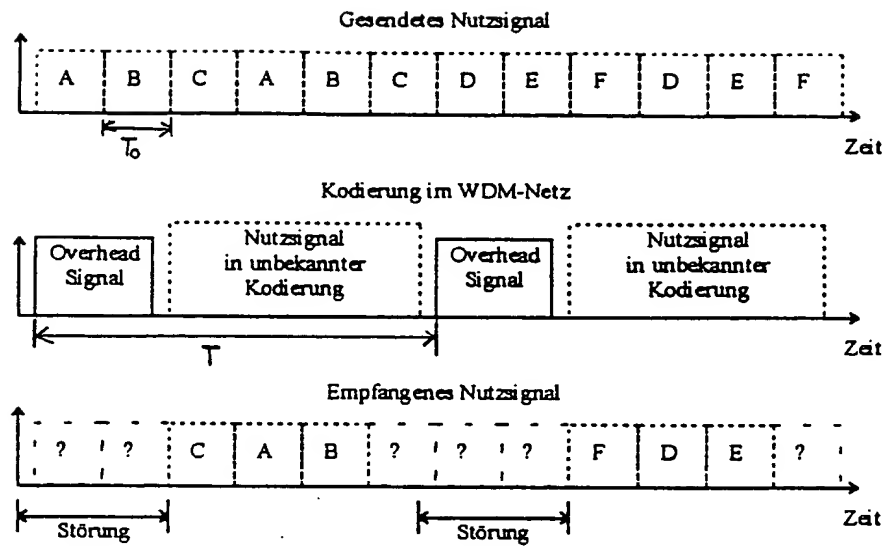 Gesendetes Nutzsignal
A B C A B C D E F D E F
T₀
Zeit
Kodierung im WDM-Netz
Overhead Signal
Nutzsignal in unbekannter Kodierung
Overhead Signal
Nutzsignal in unbekannter Kodierung
T
Zeit
Empfangenes Nutzsignal
? ? C A B ? ? ? F D E ?
Störung
Störung
Zeit